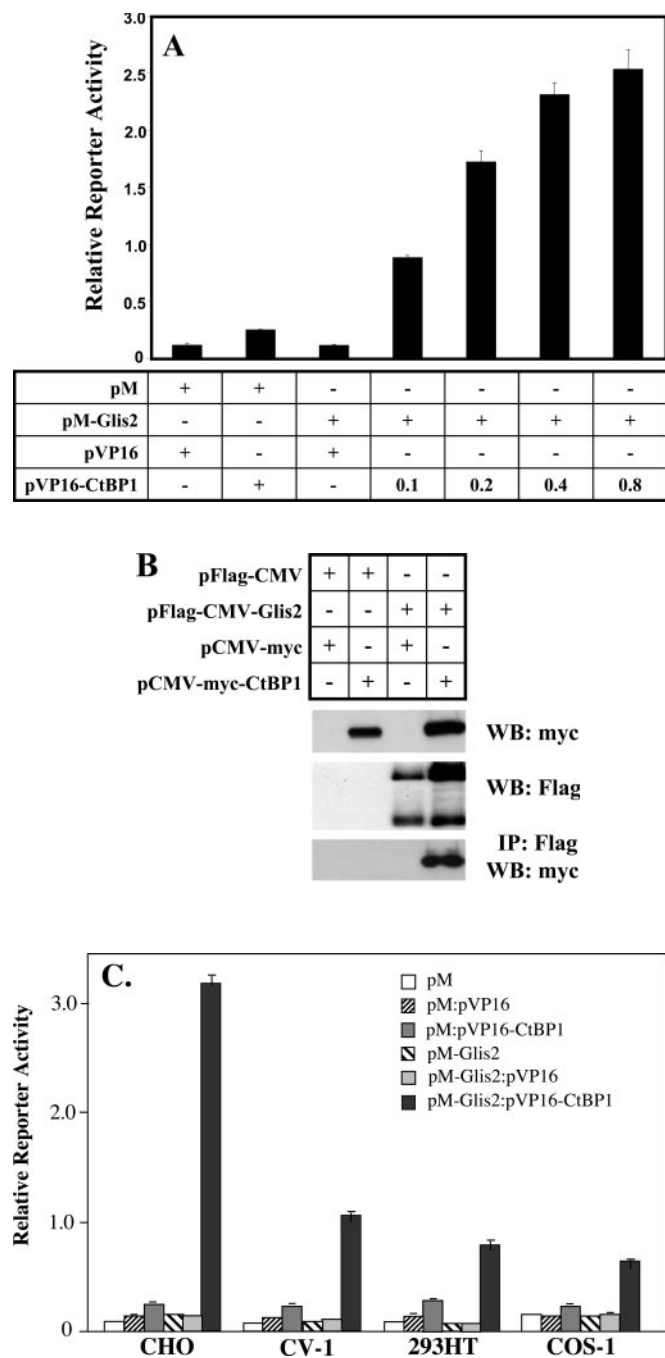 A
Relative Reporter Activity
3.0
2.5
2.0
1.5
1.0
0.5
0
pM + + - - - - -
pM-Glis2 - - + + + + +
pVP16 + - + - - - -
pVP16-CtBP1 - + - 0.1 0.2 0.4 0.8
B
pFlag-CMV + + - -
pFlag-CMV-Glis2 - - + +
pCMV-myc + - + -
pCMV-myc-CtBP1 - + - +
WB: myc
WB: Flag
IP: Flag
WB: myc
C.
Relative Reporter Activity
3.0
2.0
1.0
0
pM
pM:pVP16
pM:pVP16-CtBP1
pM-Glis2
pM-Glis2:pVP16
pM-Glis2:pVP16-CtBP1
CHO CV-1 293HT COS-1